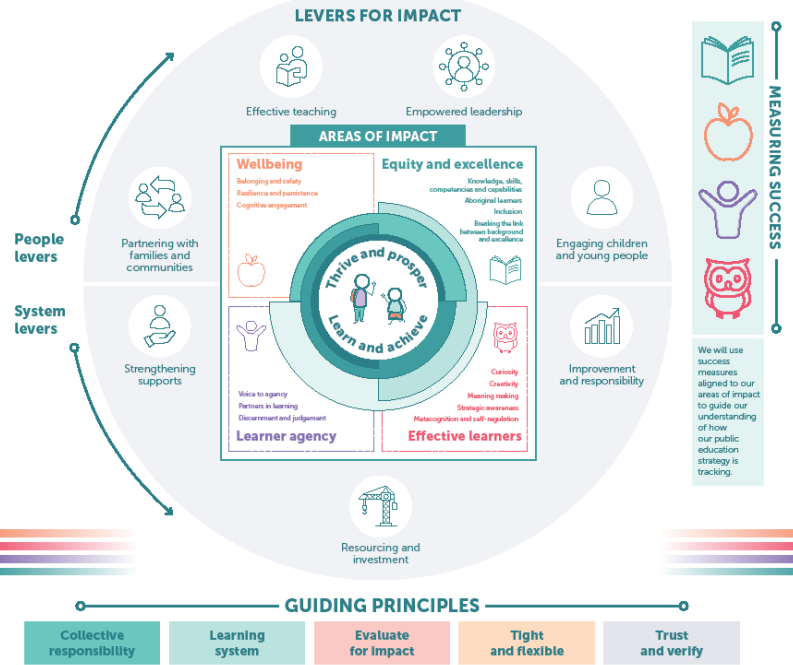 LEVERS FOR IMPACT
Effective teaching
Empowered leadership
AREAS OF IMPACT
People
levers
System
levers
Partnering with
families and
communities
Strengthening
supports
Wellbeing
Belonging and safety
Resilience and persistence
Cognitive engagement
Equity and excellence
Knowledge, skills,
competencies and capabilities
Aboriginal learners
Inclusion
Breaking the link
between background
and excellence
Thrive and prosper
Learn and achieve
Voice to agency
Partners in learning
Discernment and judgement
Learner agency
Curiosity
Creativity
Meaning making
Strategic awareness
Metacognition and self-regulation
Effective learners
Engaging children
and young people
Improvement
and responsibility
Resourcing and
investment
MEASURING SUCCESS
We will use
success
measures
aligned to our
areas of impact
to guide our
understanding
of how
our public
education
strategy is
tracking.
GUIDING PRINCIPLES
Collective
responsibility
Learning
system
Evaluate
for impact
Tight
and flexible
Trust
and verify